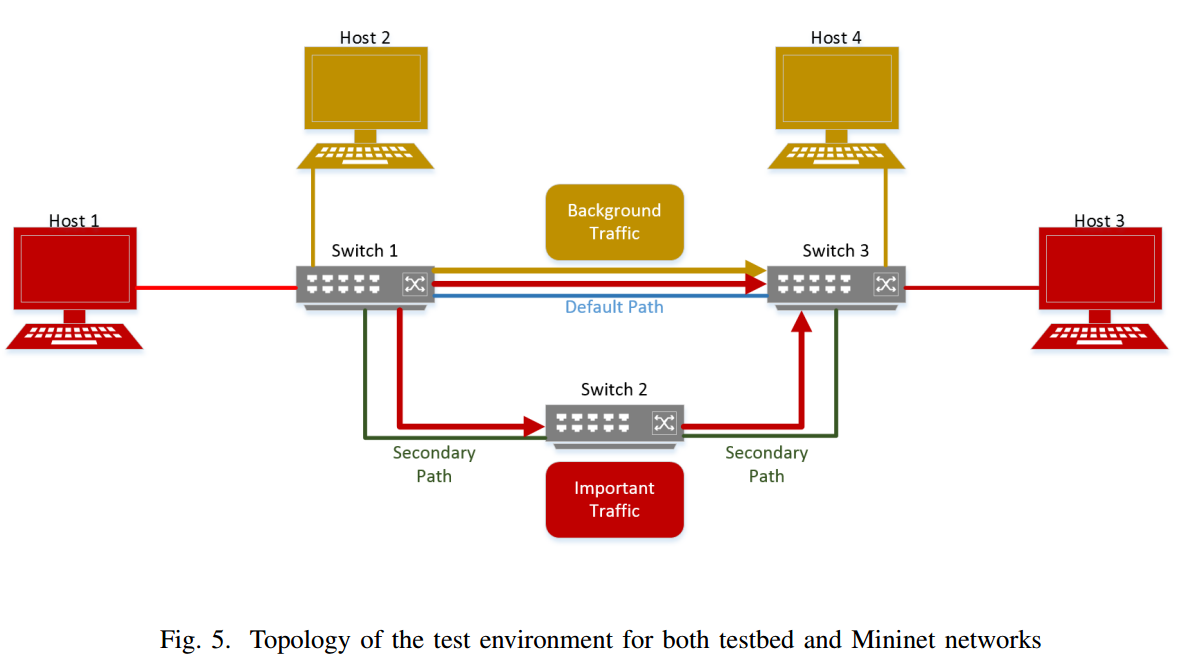 Host 2
Host 4
Background
Traffic
Host 1
Host 3
Switch 1
Switch 3
Default Path
Switch 2
Secondary
Path
Secondary
Path
Important
Traffic
Fig. 5. Topology of the test environment for both testbed and Mininet networks